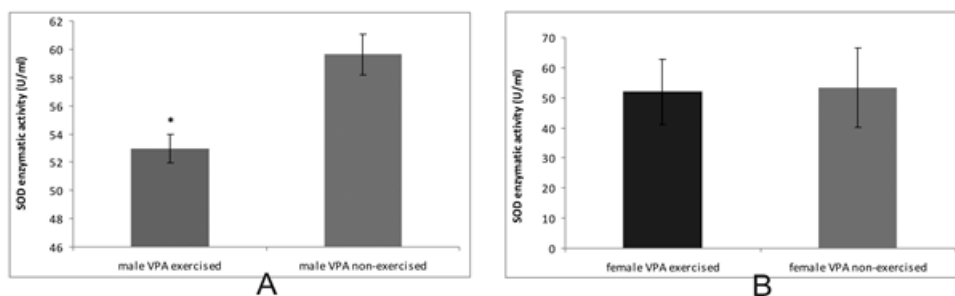 SOD enzymatic activity (U/ml)
62
60
58
56
54
52
50
48
46
*
male VPA exercised
male VPA non-exercised
A
SOD enzymatic activity (U/ml)
70
60
50
40
30
20
10
0
female VPA exercised
female VPA non-exercised
B